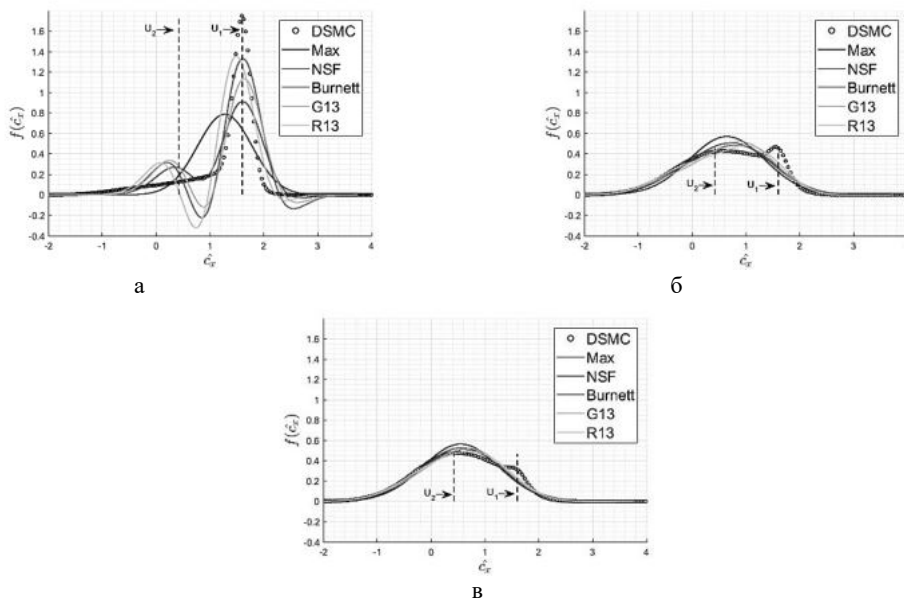 f(ĉₓ)
1.6
1.4
1.2
1
0.8
0.6
0.4
0.2
0
0.2
-0.4
U₂
U₁
DSMC
Max
NSF
Burnett
G13
R13
-2 -1 0 1 2 3 4
ĉₓ
а
f(ĉₓ)
1.6
1.4
1.2
1
0.8
0.6
0.4
0.2
0
-0.2
-0.4
U₂
U₁
DSMC
Max
NSF
Burnett
G13
R13
-2 -1 0 1 2 3
ĉₓ
б
f(ĉₓ)
1.6
1.4
1.2
1
0.8
0.6
0.4
0.2
0
-0.2
-0.4
U₂
U₁
DSMC
Max
NSF
Burnett
G13
R13
-2 -1 0 1 2 3 4
ĉₓ
в